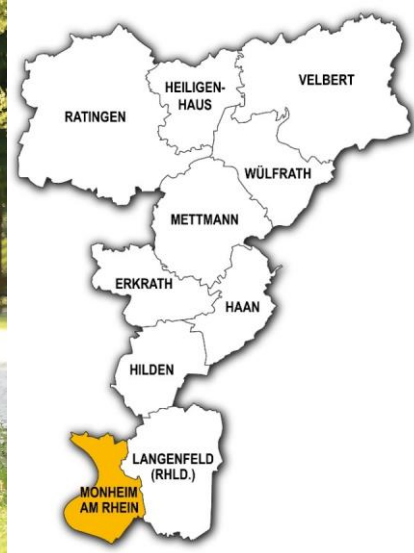 VELBERT
HEILIGEN-
HAUS
RATINGEN
WÜLFRATH
METTMANN
ERKRATH
HAAN
HILDEN
LANGENFELD
(RHLD.)
MONHEIM
AM RHEIN